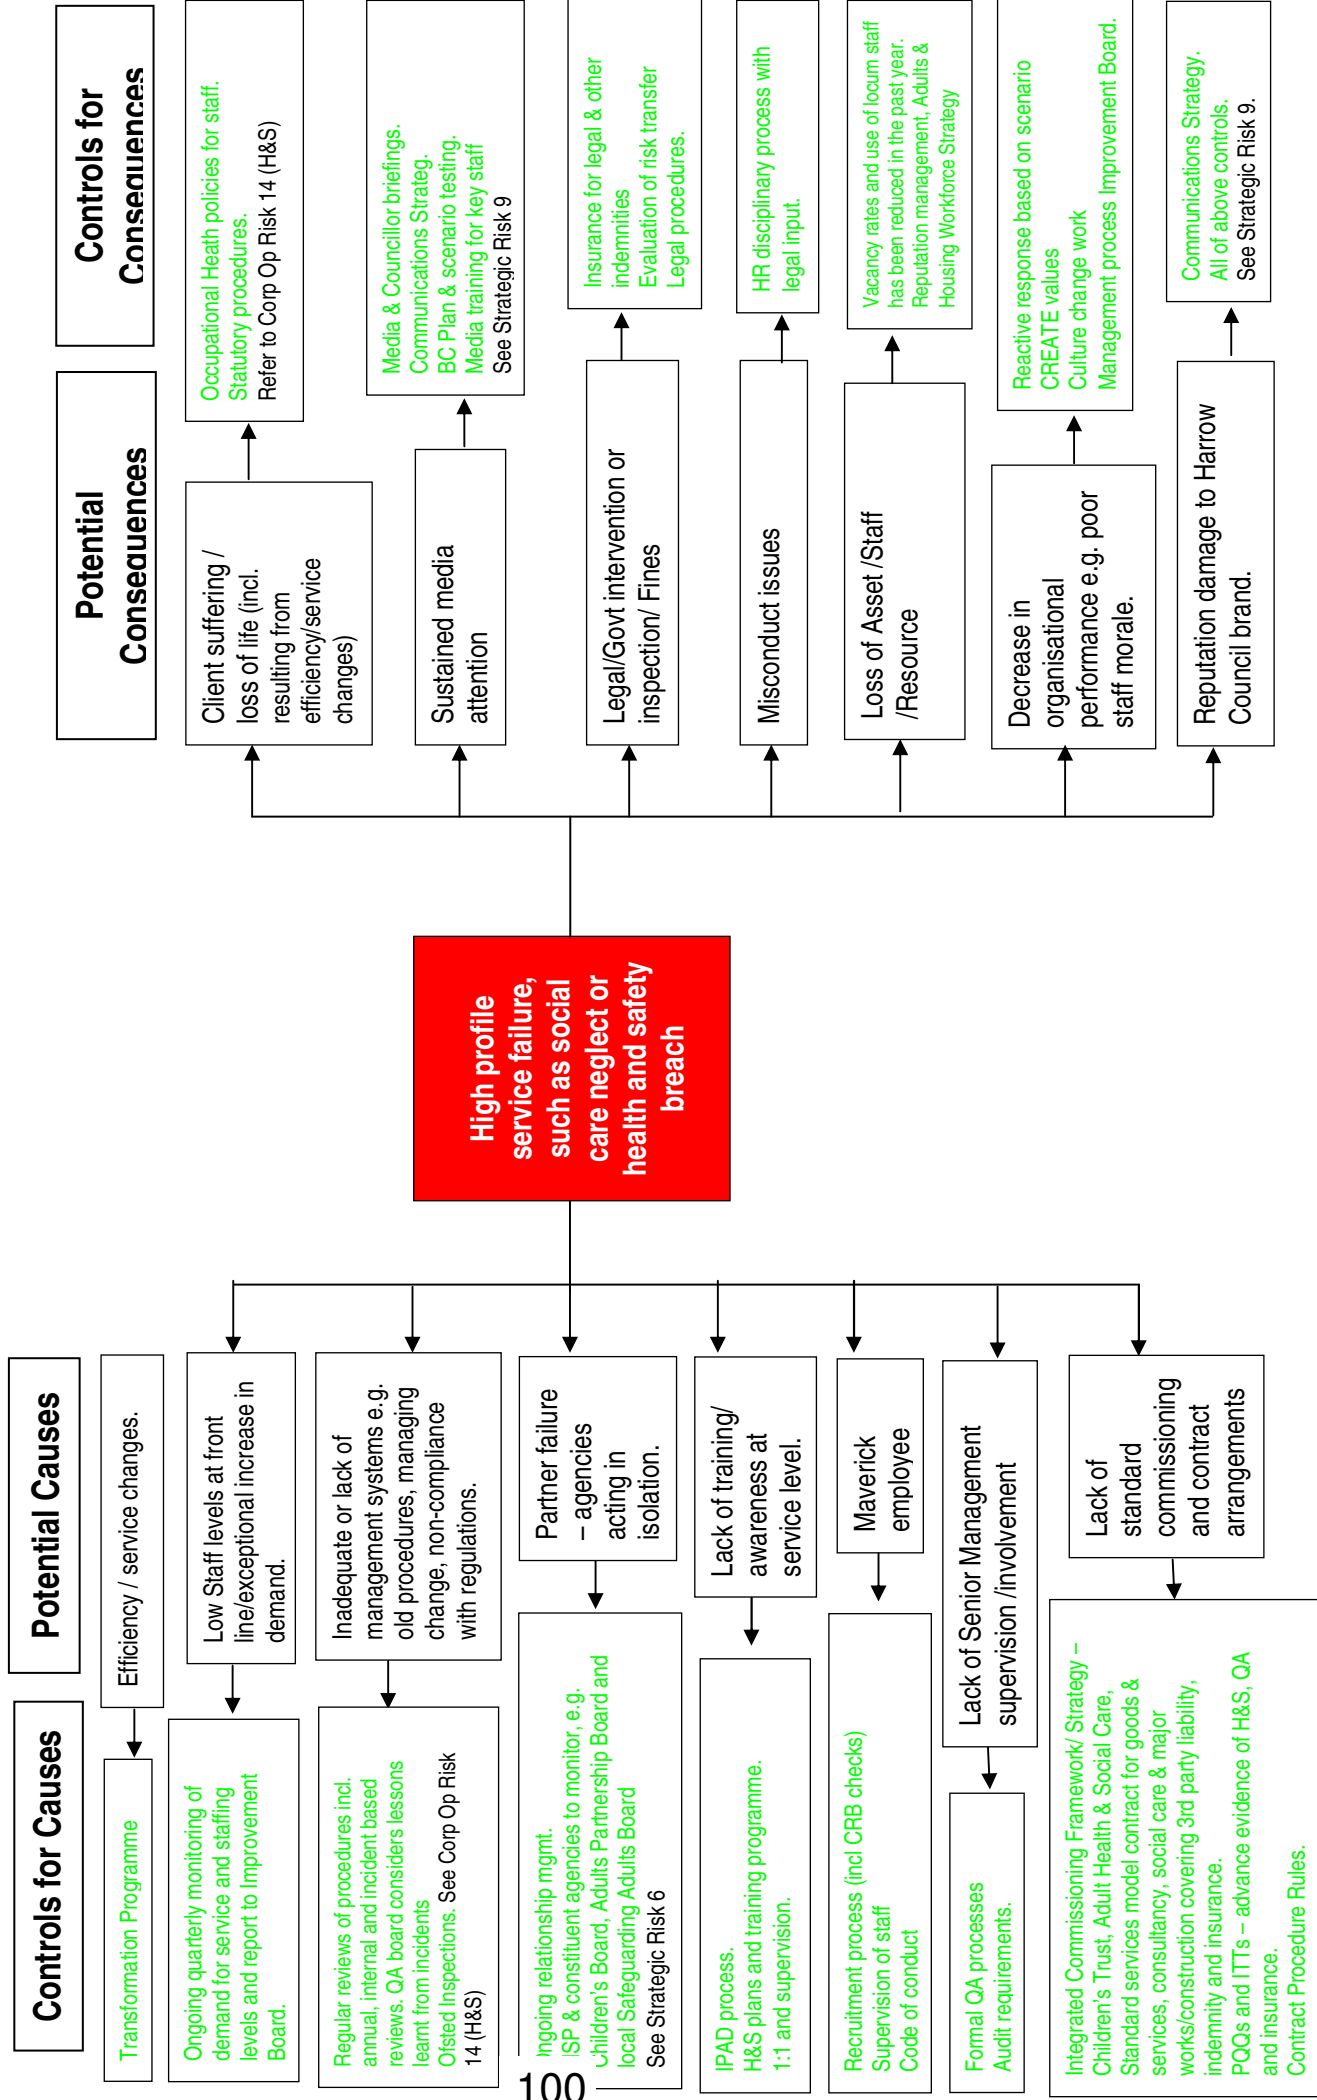 Controls for Causes
Potential Causes
Potential
Consequences
Controls for
Consequences
Transformation Programme
Efficiency / service changes.
Ongoing quarterly monitoring of
demand for service and staffing
levels and report to Improvement
Board.
Low Staff levels at front
line/exceptional increase in
demand.
Regular reviews of procedures incl.
annual, internal and incident based
reviews. QA board considers lessons
learnt from incidents
Ofsted Inspections. See Corp Op Risk
14 (H&S)
Inadequate or lack of
management systems e.g.
old procedures, managing
change, non-compliance
with regulations.
ngoing relationship mgmt.
SP & constituent agencies to monitor, e.g.
Children's Board, Adults Partnership Board and
local Safeguarding Adults Board
See Strategic Risk 6
Partner failure
– agencies
acting in
isolation.
IPAD process.
H&S plans and training programme.
1:1 and supervision.
Lack of training/
awareness at
service level.
Recruitment process (incl CRB checks)
Supervision of staff
Code of conduct
Maverick
employee
Formal QA processes
Audit requirements.
Lack of Senior Management
supervision /involvement
Integrated Commissioning Framework/ Strategy –
Children's Trust, Adult Health & Social Care,
Standard services model contract for goods &
services, consultancy, social care & major
works/construction covering 3rd party liability,
indemnity and insurance.
PQQs and ITTs – advance evidence of H&S, QA
and insurance.
Contract Procedure Rules.
Lack of
standard
commissioning
and contract
arrangements
High profile
service failure,
such as social
care neglect or
health and safety
breach
Client suffering /
loss of life (incl.
resulting from
efficiency/service
changes)
Occupational Heath policies for staff.
Statutory procedures.
Refer to Corp Op Risk 14 (H&S)
Sustained media
attention
Media & Councillor briefings.
Communications Strateg.
BC Plan & scenario testing.
Media training for key staff
See Strategic Risk 9
Legal/Govt intervention or
inspection/ Fines
Insurance for legal & other
indemnities
Evaluation of risk transfer
Legal procedures.
Misconduct issues
HR disciplinary process with
legal input.
Loss of Asset /Staff
/Resource
Vacancy rates and use of locum staff
has been reduced in the past year.
Reputation management, Adults &
Housing Workforce Strategy
Decrease in
organisational
performance e.g. poor
staff morale.
Reactive response based on scenario
CREATE values
Culture change work
Management process Improvement Board.
Reputation damage to Harrow
Council brand.
Communications Strategy.
All of above controls.
See Strategic Risk 9.
100